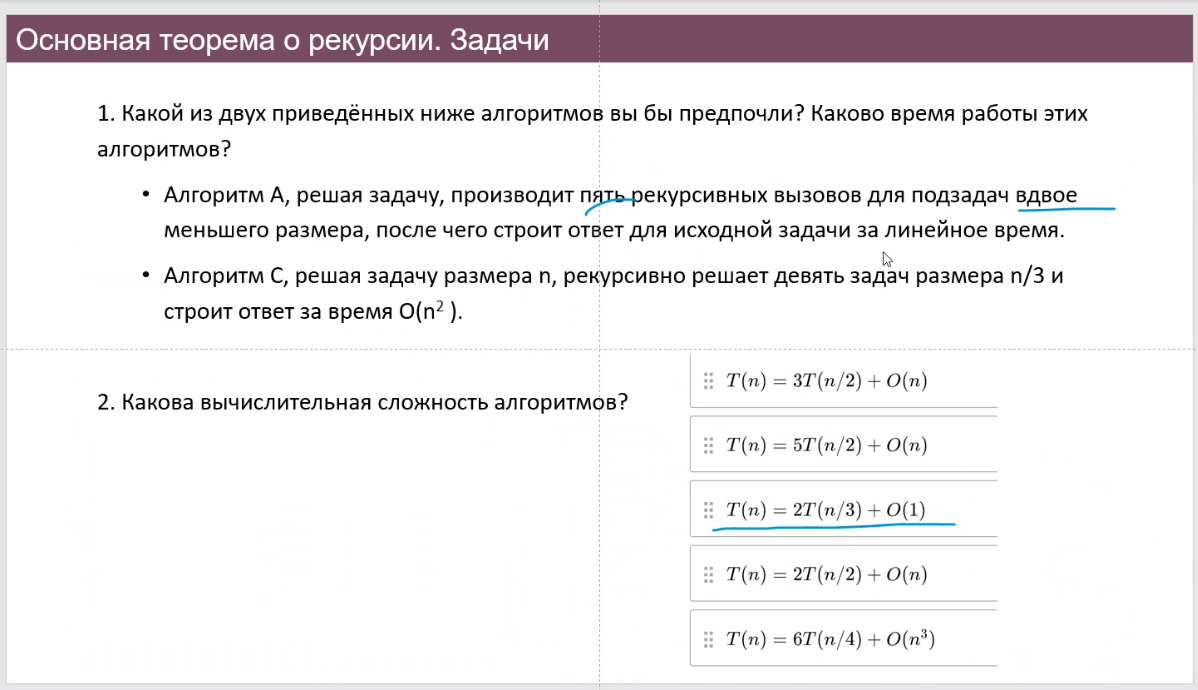 Основная теорема о рекурсии. Задачи
1. Какой из двух приведённых ниже алгоритмов вы бы предпочли? Каково время работы этих
алгоритмов?
• Алгоритм A, решая задачу, производит пять рекурсивных вызовов для подзадач вдвое
меньшего размера, после чего строит ответ для исходной задачи за линейное время.
• Алгоритм C, решая задачу размера n, рекурсивно решает девять задач размера n/3 и
строит ответ за время O(n² ).
2. Какова вычислительная сложность алгоритмов?
T(n) = 3T(n/2) + O(n)
T(n) = 5T(n/2) + O(n)
T(n) = 2T(n/3) + O(1)
T(n) = 2T(n/2) + O(n)
T(n) = 6T(n/4) + O(n³)